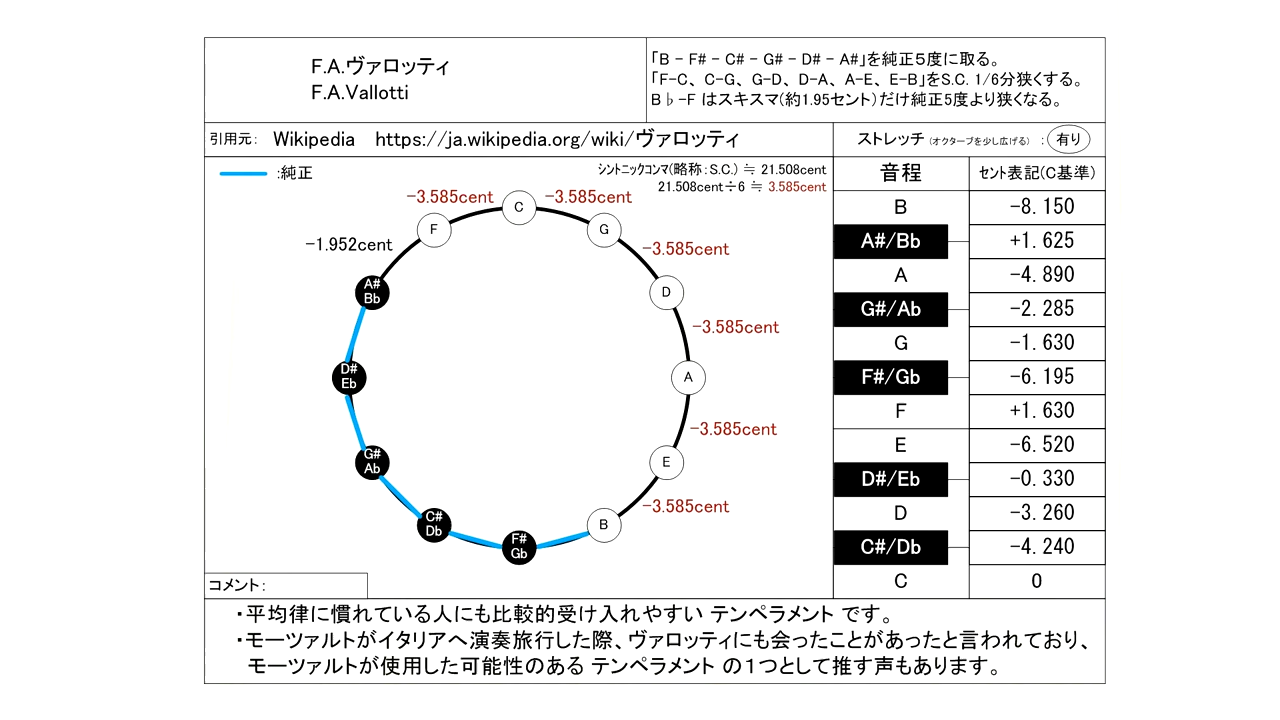 F.A.ヴァロッティ
F.A.Vallotti
「B − F# − C# − G# − D# − A#」を純正5度に取る。
「F-C、C-G、G-D、D-A、A-E、E-B」をS.C. 1/6分狭くする。
B♭-F はスキスマ(約1.95セント)だけ純正5度より狭くなる。
引用元: Wikipedia https://ja.wikipedia.org/wiki/ヴァロッティ
ストレッチ (オクターブを少し広げる) : 有り
:純正
シントニックコンマ(略称:S.C.) ≒ 21.508cent
21.508cent÷6 ≒ 3.585cent
-3.585cent
C
-3.585cent
F
G
-1.952cent
-3.585cent
A#
Bb
D
-3.585cent
D#
Eb
A
-3.585cent
G#
Ab
E
-3.585cent
C#
Db
B
F#
Gb
音程 セント表記(C基準)
B -8.150
A#/Bb +1.625
A -4.890
G#/Ab -2.285
G -1.630
F#/Gb -6.195
F +1.630
E -6.520
D#/Eb -0.330
D -3.260
C#/Db -4.240
C 0
コメント:
・平均律に慣れている人にも比較的受け入れやすい テンペラメント です。
・モーツァルトがイタリアへ演奏旅行した際、ヴァロッティにも会ったことがあったと言われており、
モーツァルトが使用した可能性のある テンペラメント の1つとして推す声もあります。